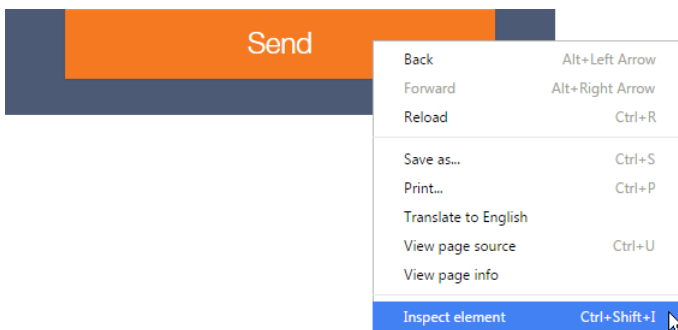 Send
Back Alt+Left Arrow
Forward Alt+Right Arrow
Reload Ctrl+R
Save as... Ctrl+S
Print... Ctrl+P
Translate to English
View page source Ctrl+U
View page info
Inspect element Ctrl+Shift+I